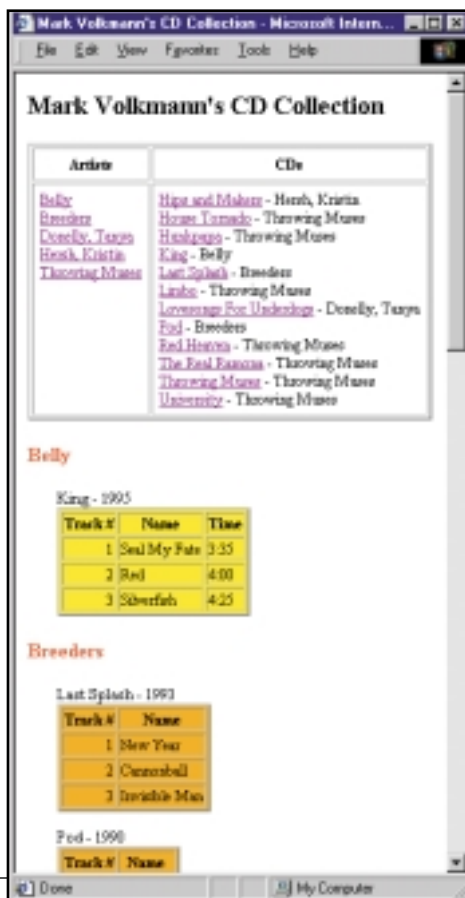 Mark Volkmann's CD Collection - Microsoft Intern...
File Edit View Favorites Tools Help
Mark Volkmann's CD Collection
Artists CDs
Belly
Breeders
Donelly, Tanya
Hersh, Kristin
Throwing Muses
Hips and Makers - Hersh, Kristin
House Tornado - Throwing Muses
Hunkpapa - Throwing Muses
King - Belly
Last Splash - Breeders
Limbo - Throwing Muses
Lovesongs For Underdogs - Donelly, Tanya
Pod - Breeders
Red Heaven - Throwing Muses
The Real Ramona - Throwing Muses
Throwing Muses - Throwing Muses
University - Throwing Muses
Belly
King - 1995
Track # Name Time
1 Seal My Fate 3:35
2 Red 4:00
3 Silverfish 4:25
Breeders
Last Splash - 1993
Track # Name
1 New Year
2 Cannonball
3 Invisible Man
Pod - 1990
Track # Name
Done My Computer